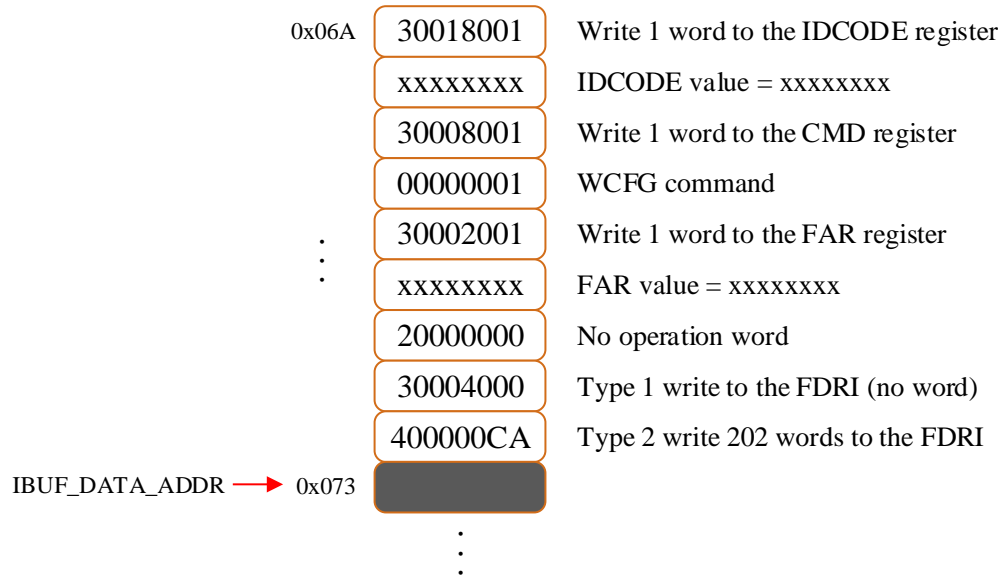 0x06A 30018001 Write 1 word to the IDCODE register
xxxxxxxx IDCODE value = xxxxxxxx
30008001 Write 1 word to the CMD register
00000001 WCFG command
30002001 Write 1 word to the FAR register
xxxxxxxx FAR value = xxxxxxxx
20000000 No operation word
30004000 Type 1 write to the FDRI (no word)
400000CA Type 2 write 202 words to the FDRI
IBUF_DATA_ADDR 0x073